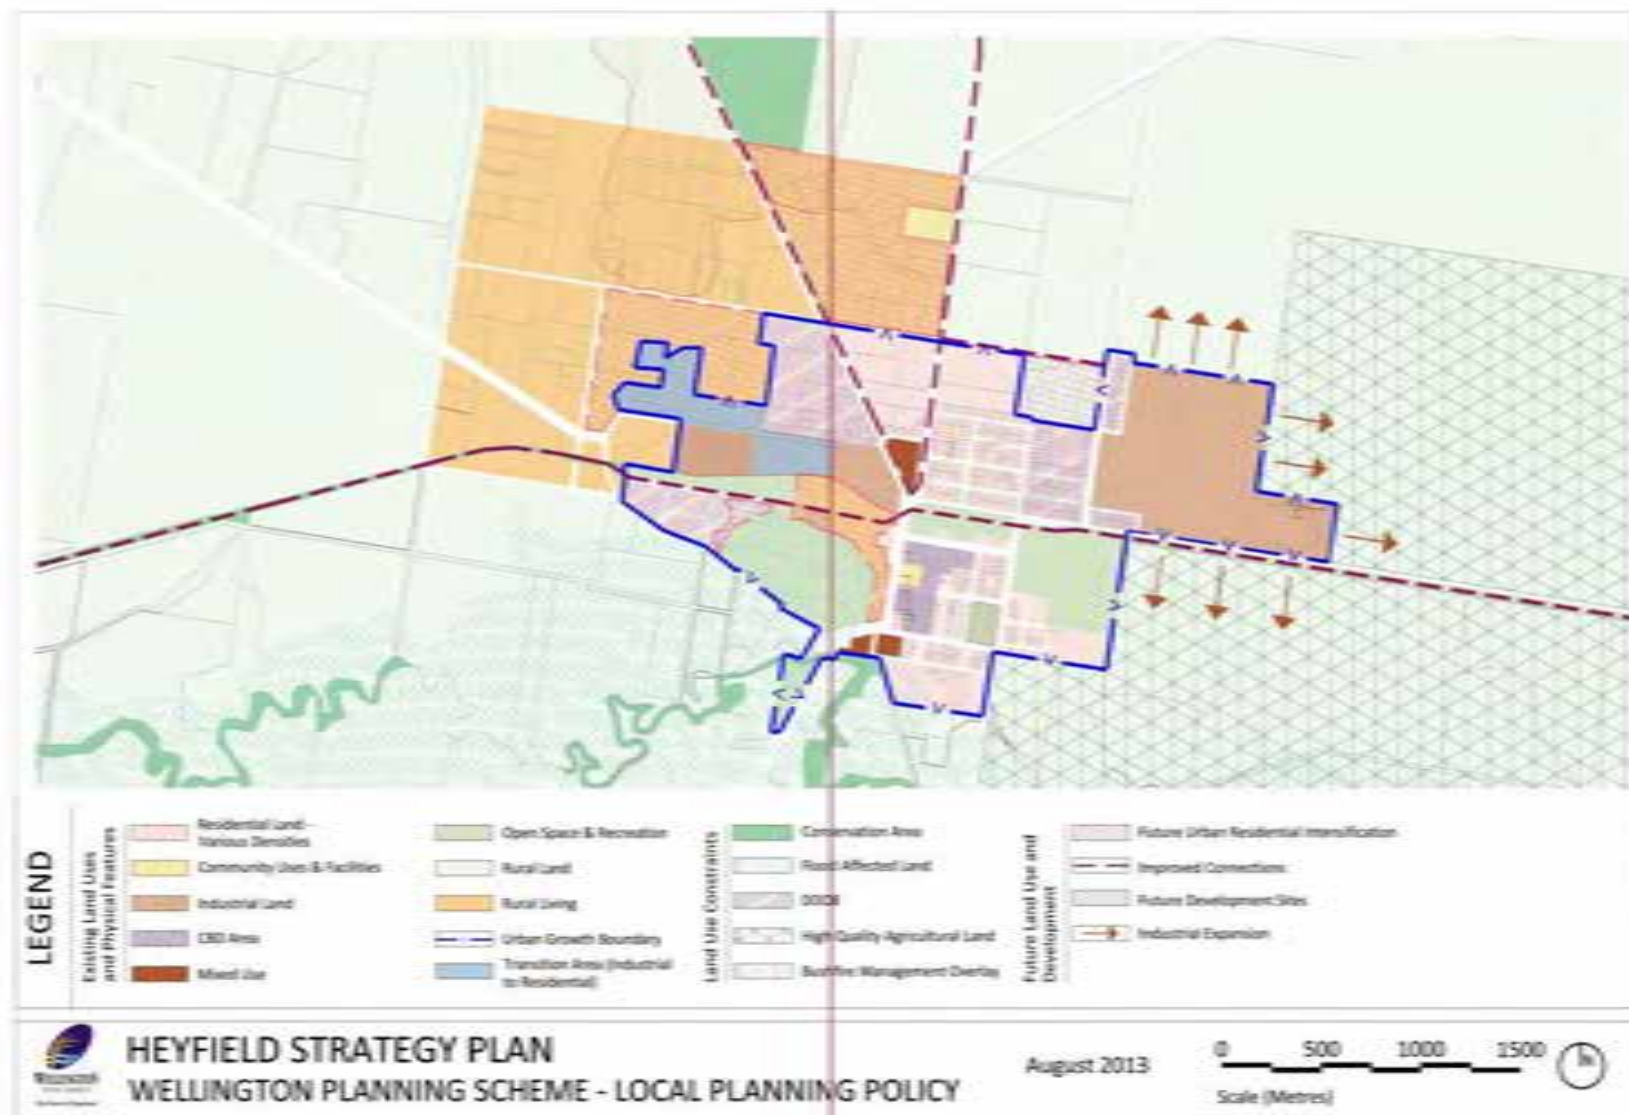 LEGEND
Existing Land Uses
and Physical Features
Residential Land -
Various Densities
Community Uses & Facilities
Industrial Land
CBD Area
Mixed Use
Open Space & Recreation
Rural Land
Rural Living
Urban Growth Boundary
Transition Area (Industrial
to Residential)
Land Use Constraints
Conservation Area
Flood Affected Land
High Quality Agricultural Land
Bushfire Management Overlay
Future Land Use and
Development
Future Urban Residential Intensification
Improved Connections
Future Development Sites
Industrial Expansion
HEYFIELD STRATEGY PLAN
WELLINGTON PLANNING SCHEME - LOCAL PLANNING POLICY
August 2013
0 500 1000 1500
Scale (Metres)